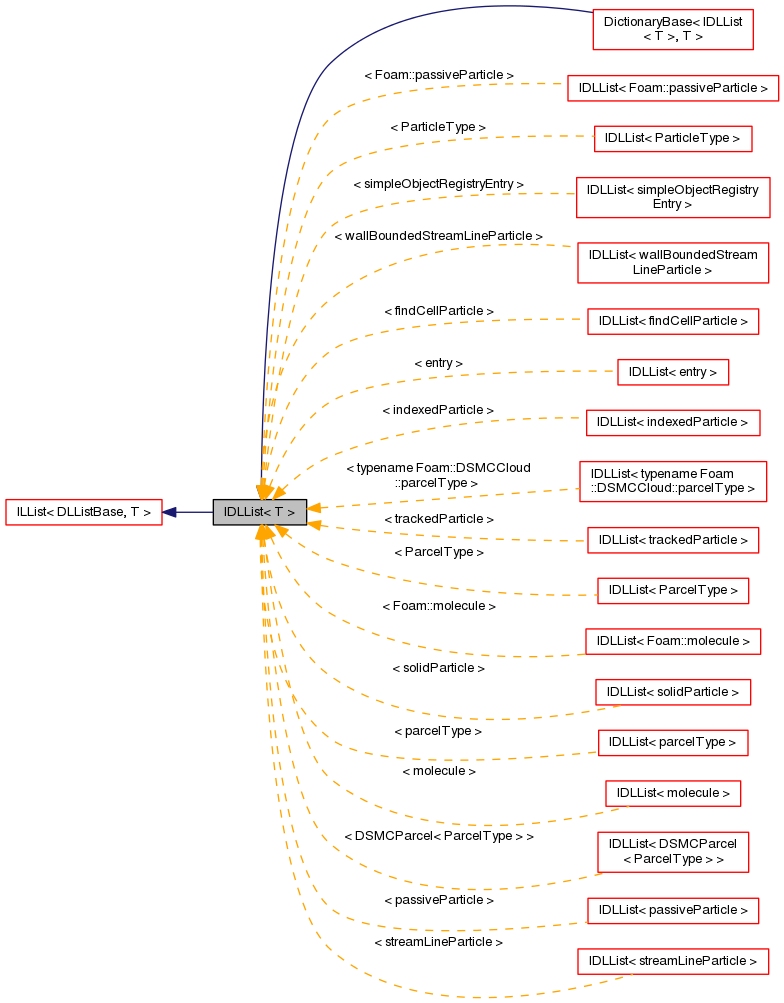 DictionaryBase< IDLList
< T >, T >
< Foam::passiveParticle >
IDLList< Foam::passiveParticle >
< ParticleType >
IDLList< ParticleType >
< simpleObjectRegistryEntry >
IDLList< simpleObjectRegistry
Entry >
< wallBoundedStreamLineParticle >
IDLList< wallBoundedStream
LineParticle >
< findCellParticle >
IDLList< findCellParticle >
< entry >
IDLList< entry >
< indexedParticle >
IDLList< indexedParticle >
< typename Foam::DSMCCloud
::parcelType >
IDLList< typename Foam
::DSMCCloud::parcelType >
ILList< DLListBase, T >
IDLList< T >
< trackedParticle >
IDLList< trackedParticle >
< ParcelType >
IDLList< ParcelType >
< Foam::molecule >
IDLList< Foam::molecule >
< solidParticle >
IDLList< solidParticle >
< parcelType >
IDLList< parcelType >
< molecule >
IDLList< molecule >
< DSMCParcel< ParcelType > >
IDLList< DSMCParcel
< ParcelType > >
< passiveParticle >
IDLList< passiveParticle >
< streamLineParticle >
IDLList< streamLineParticle >